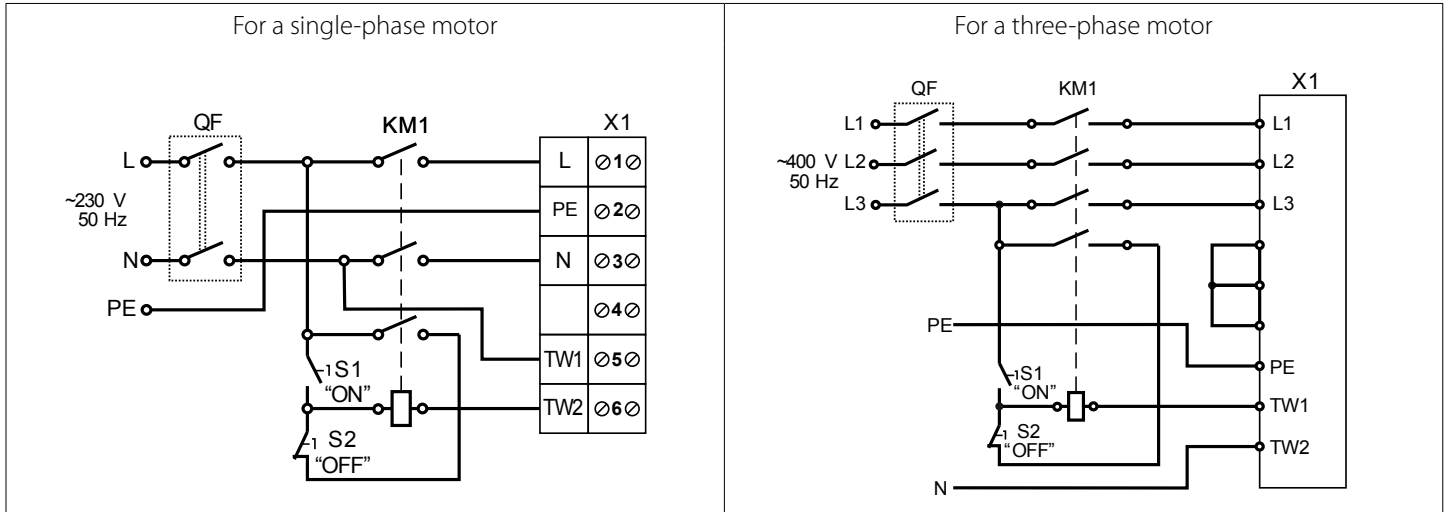 For a single-phase motor
QF
KM1
X1
L
L
⊘1⊘
~230 V
50 Hz
PE
⊘2⊘
N
N
⊘3⊘
PE
⊘4⊘
S1
"ON"
TW1
⊘5⊘
TW2
⊘6⊘
S2
"OFF"
For a three-phase motor
QF
KM1
X1
L1
L1
~400 V
50 Hz
L2
L2
L3
L3
PE
PE
S1
"ON"
TW1
S2
"OFF"
TW2
N